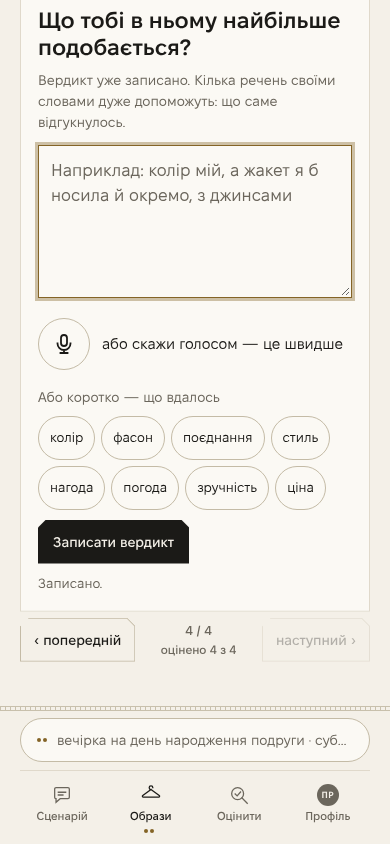 Що тобі в ньому найбільше
подобається?
Вердикт уже записано. Кілька речень своїми
словами дуже допоможуть: що саме
відгукнулось.
Наприклад: колір мій, а жакет я б
носила й окремо, з джинсами
або скажи голосом — це швидше
Або коротко — що вдалось
колір фасон поєднання стиль
нагода погода зручність ціна
Записати вердикт
Записано.
‹ попередній 4 / 4 наступний ›
оцінено 4 з 4
вечірка на день народження подруги · суб...
ПР
Сценарій Образи Оцінити Профіль